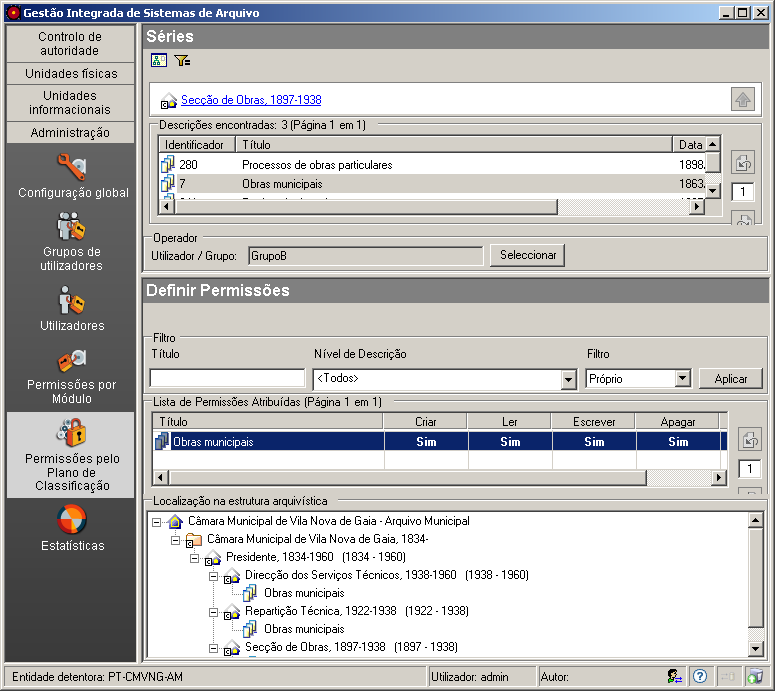 Gestão Integrada de Sistemas de Arquivo
Controlo de
autoridade
Unidades físicas
Unidades
informacionais
Administração
Configuração global
Grupos de
utilizadores
Utilizadores
Permissões por
Módulo
Permissões pelo
Plano de
Classificação
Estatísticas
Séries
Secção de Obras, 1897-1938
Descrições encontradas: 3 (Página 1 em 1)
Identificador Título Data
280 Processos de obras particulares 1898.
7 Obras municipais 1863.
1
Operador
Utilizador / Grupo: GrupoB Seleccionar
Definir Permissões
Filtro
Título Nível de Descrição Filtro
<Todos> Próprio Aplicar
Lista de Permissões Atribuídas (Página 1 em 1)
Título Criar Ler Escrever Apagar
Obras municipais Sim Sim Sim Sim
1
Localização na estrutura arquivística
Câmara Municipal de Vila Nova de Gaia - Arquivo Municipal
Câmara Municipal de Vila Nova de Gaia, 1834-
Presidente, 1834-1960 (1834 - 1960)
Direcção dos Serviços Técnicos, 1938-1960 (1938 - 1960)
Obras municipais
Repartição Técnica, 1922-1938 (1922 - 1938)
Obras municipais
Secção de Obras, 1897-1938 (1897 - 1938)
Entidade detentora: PT-CMVNG-AM Utilizador: admin Autor: